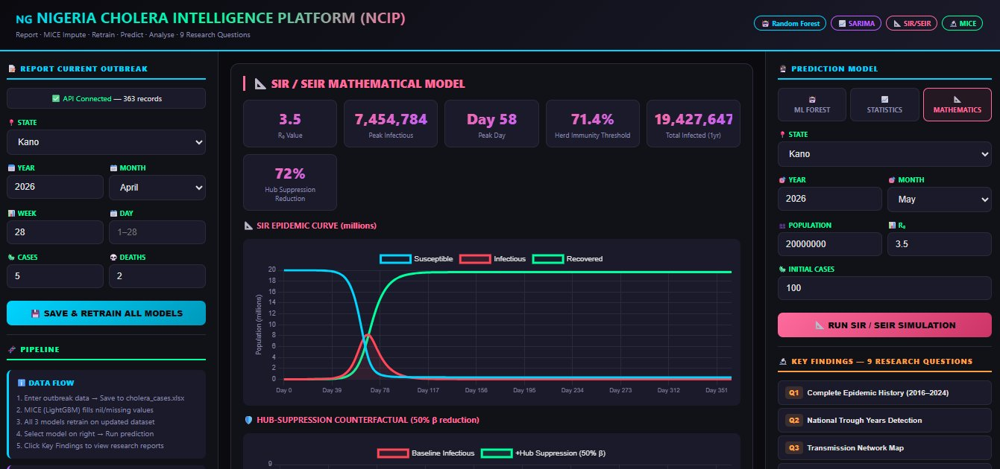 NG NIGERIA CHOLERA INTELLIGENCE PLATFORM (NCIP)
Report · MICE Impute · Retrain · Predict · Analyse · 9 Research Questions
Random Forest
SARIMA
SIR/SEIR
MICE
REPORT CURRENT OUTBREAK
API Connected — 363 records
STATE
Kano
YEAR
MONTH
2026
April
WEEK
DAY
28
1–28
CASES
DEATHS
5
2
SAVE & RETRAIN ALL MODELS
PIPELINE
DATA FLOW
1. Enter outbreak data → Save to cholera_cases.xlsx
2. MICE (LightGBM) fills nil/missing values
3. All 3 models retrain on updated dataset
4. Select model on right → Run prediction
5. Click Key Findings to view research reports
SIR / SEIR MATHEMATICAL MODEL
3.5
R₀ Value
7,454,784
Peak Infectious
Day 58
Peak Day
71.4%
Herd Immunity Threshold
19,427,647
Total Infected (1yr)
72%
Hub Suppression
Reduction
SIR EPIDEMIC CURVE (millions)
Susceptible
Infectious
Recovered
Population (millions)
20
18
16
14
12
10
8
6
4
2
0
Day 0
Day 39
Day 78
Day 117
Day 156
Day 195
Day 234
Day 273
Day 312
Day 351
HUB-SUPPRESSION COUNTERFACTUAL (50% β reduction)
Baseline Infectious
+Hub Suppression (50% β)
9
PREDICTION MODEL
ML FOREST
STATISTICS
MATHEMATICS
STATE
Kano
YEAR
MONTH
2026
May
POPULATION
R₀
20000000
3.5
INITIAL CASES
100
RUN SIR / SEIR SIMULATION
KEY FINDINGS — 9 RESEARCH QUESTIONS
Q1 Complete Epidemic History (2016–2024)
Q2 National Trough Years Detection
Q3 Transmission Network Map